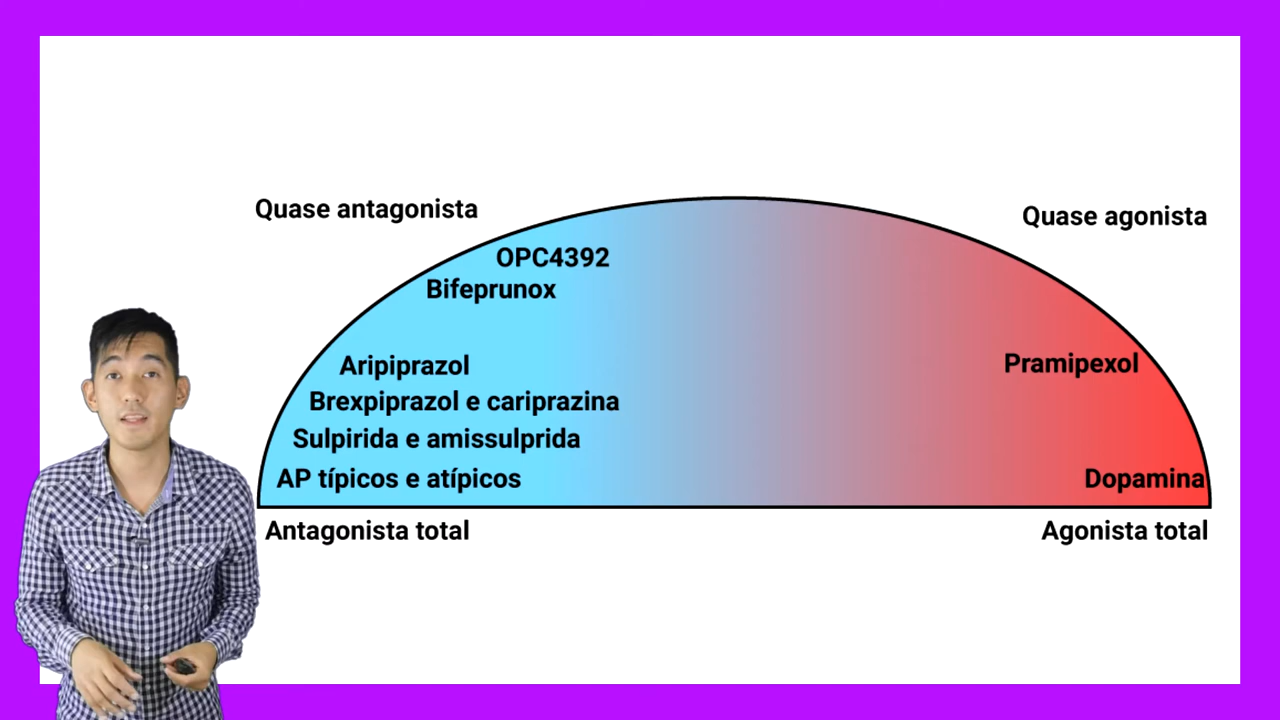 Quase antagonista
Quase agonista
OPC4392
Bifeprunox
Aripiprazol
Pramipexol
Brexpiprazol e cariprazina
Sulpirida e amissulprida
AP típicos e atípicos
Dopamina
Antagonista total
Agonista total